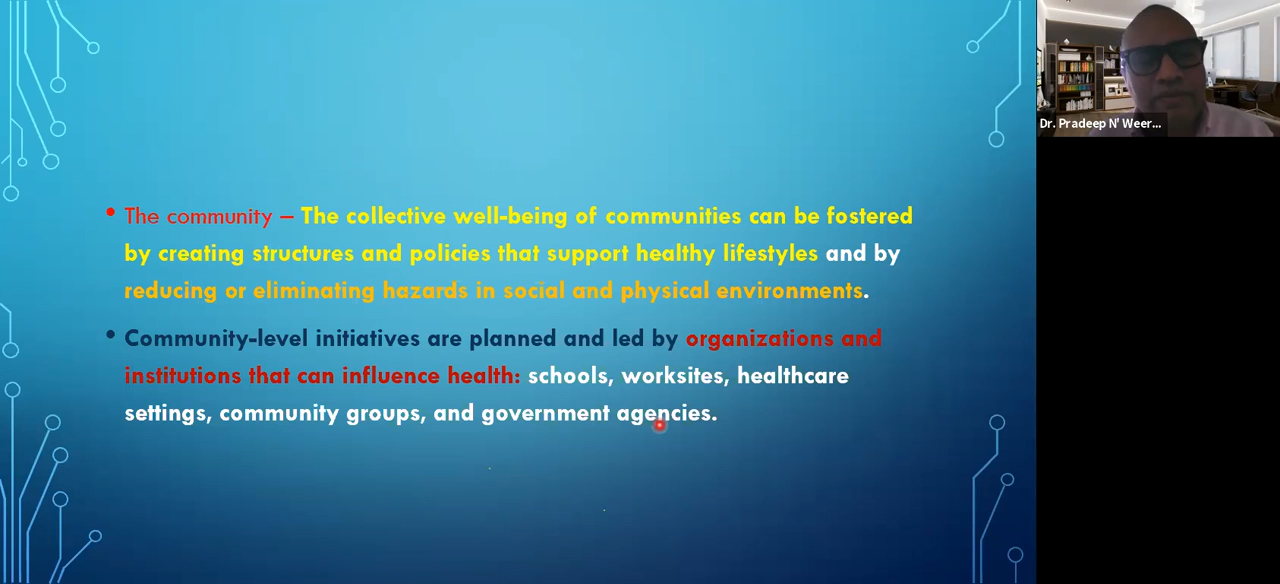 • The community – The collective well-being of communities can be fostered
by creating structures and policies that support healthy lifestyles and by
reducing or eliminating hazards in social and physical environments.
• Community-level initiatives are planned and led by organizations and
institutions that can influence health: schools, worksites, healthcare
settings, community groups, and government agencies.
Dr. Pradeep N' Weer...